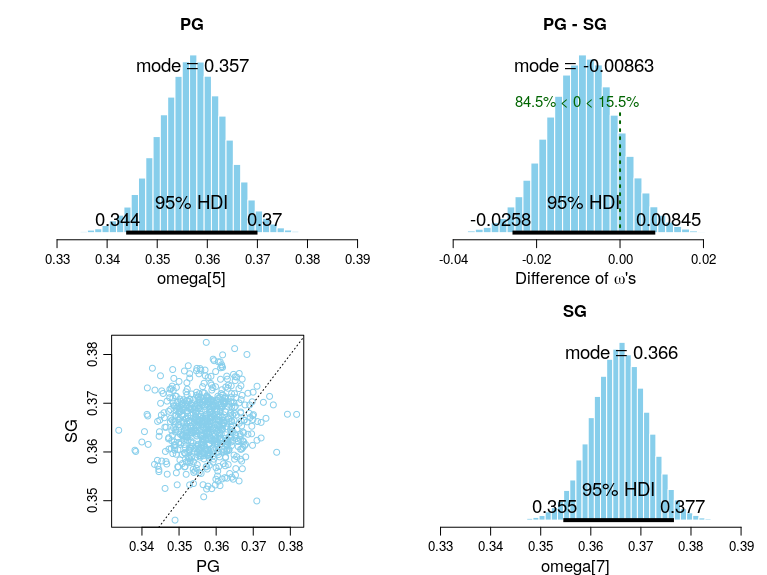 PG
mode = 0.357
95% HDI
0.344 0.37
0.33 0.34 0.35 0.36 0.37 0.38 0.39
omega[5]
PG - SG
mode = -0.00863
84.5% < 0 < 15.5%
95% HDI
-0.0258 0.00845
-0.04 -0.02 0.00 0.02
Difference of ω's
0.38
0.37
0.36
0.35
SG
0.34 0.35 0.36 0.37 0.38
PG
SG
mode = 0.366
95% HDI
0.355 0.377
0.33 0.34 0.35 0.36 0.37 0.38 0.39
omega[7]